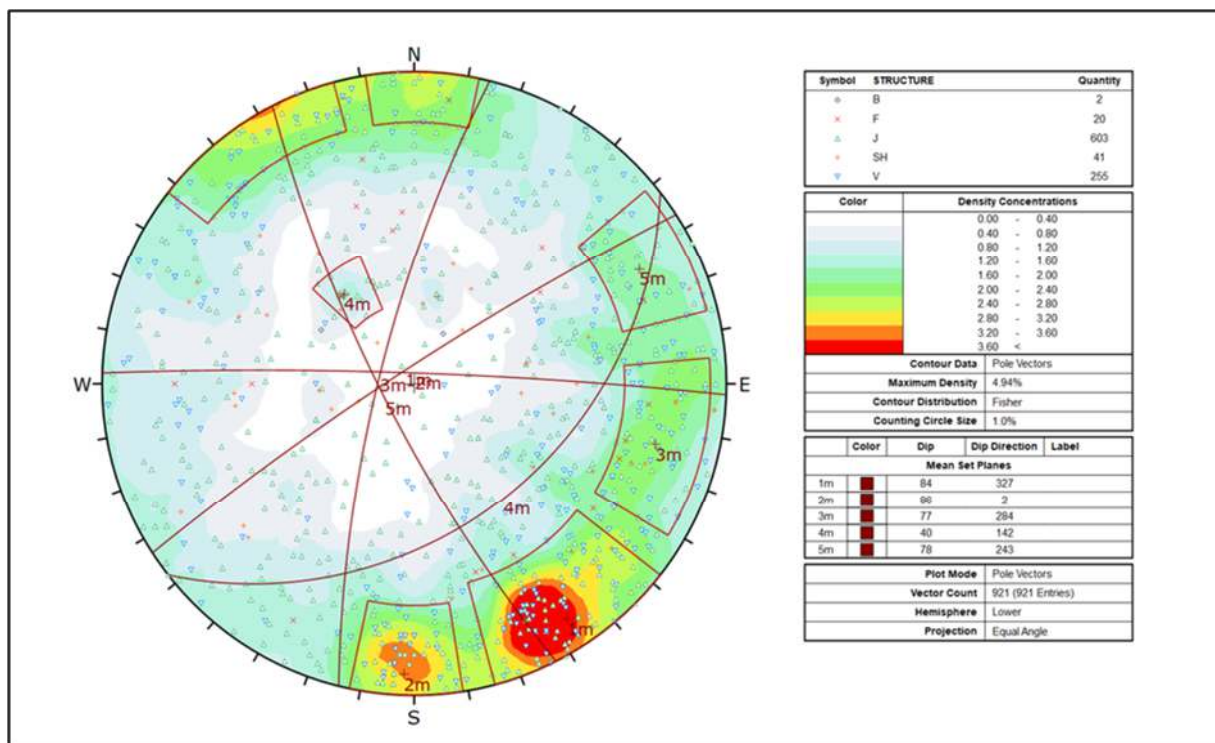 N
W
E
S
4m
5m
3m
1m
2m
5m
3m
4m
2m
Symbol STRUCTURE Quantity
B 2
F 20
J 603
SH 41
V 255
Color Density Concentrations
0.00 - 0.40
0.40 - 0.80
0.80 - 1.20
1.20 - 1.60
1.60 - 2.00
2.00 - 2.40
2.40 - 2.80
2.80 - 3.20
3.20 - 3.60
3.60 <
Contour Data Pole Vectors
Maximum Density 4.94%
Contour Distribution Fisher
Counting Circle Size 1.0%
Color Dip Dip Direction Label
Mean Set Planes
1m 84 327
2m 2
3m 77 284
4m 40 142
5m 78 243
Plot Mode Pole Vectors
Vector Count 921 (921 Entries)
Hemisphere Lower
Projection Equal Angle